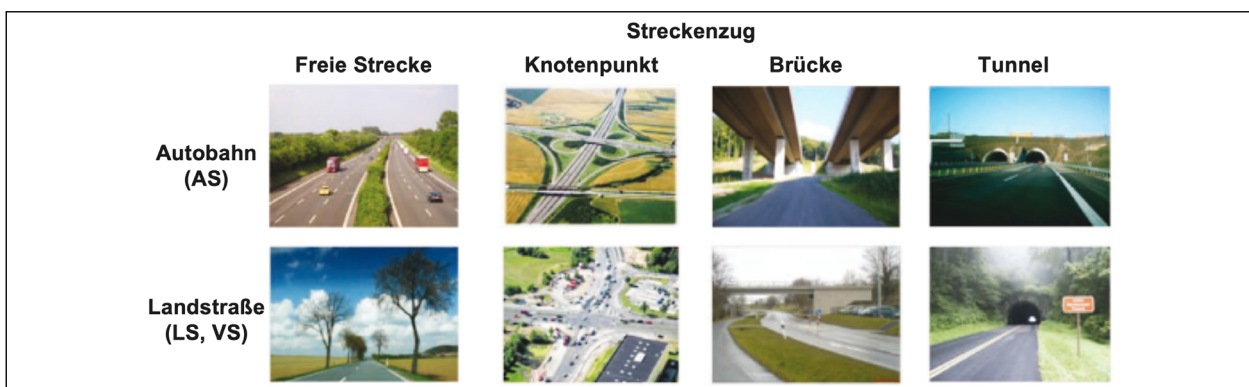 Streckenzug
Freie Strecke Knotenpunkt Brücke Tunnel
Autobahn
(AS)
Landstraße
(LS, VS)